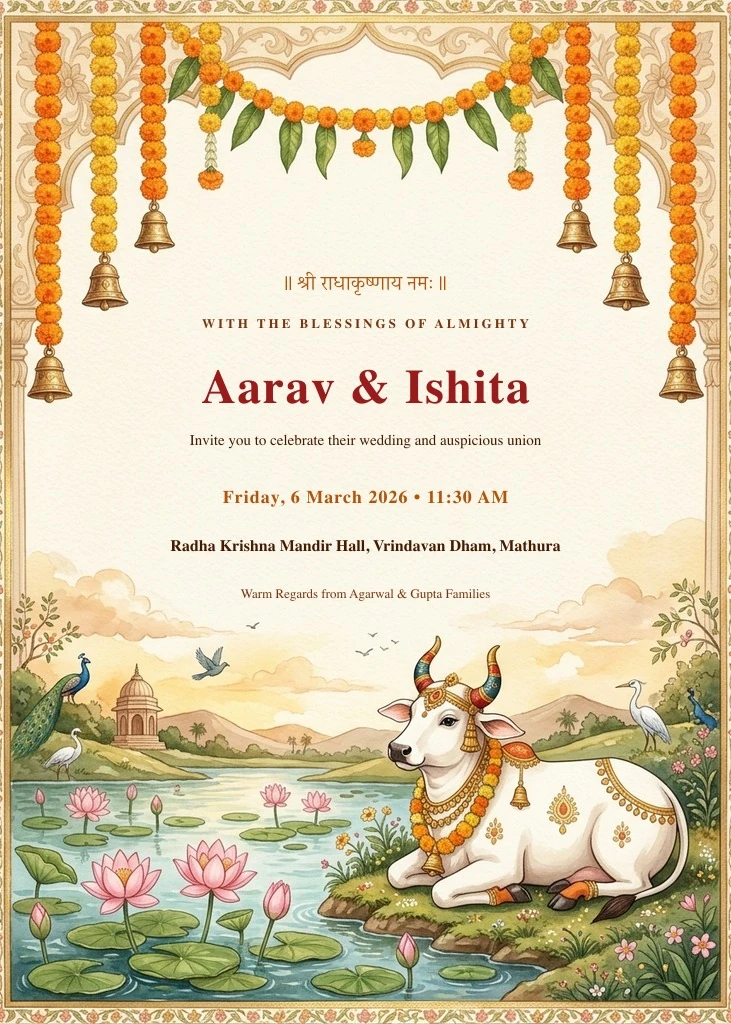 ॥ श्री राधाकृष्णाय नमः ॥
WITH THE BLESSINGS OF ALMIGHTY
Aarav & Ishita
Invite you to celebrate their wedding and auspicious union
Friday, 6 March 2026 • 11:30 AM
Radha Krishna Mandir Hall, Vrindavan Dham, Mathura
Warm Regards from Agarwal & Gupta Families